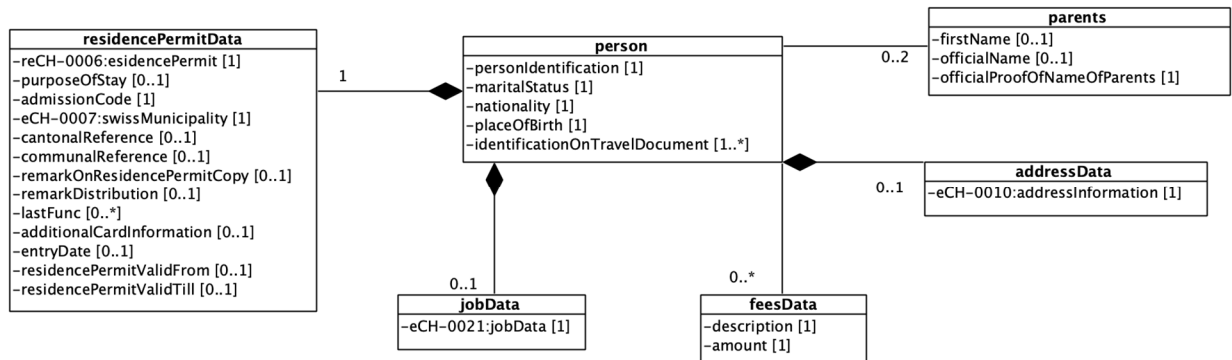 residencePermitData
-reCH-0006:esidencePermit [1]
-purposeOfStay [0..1]
-admissionCode [1]
-eCH-0007:swissMunicipality [1]
-cantonalReference [0..1]
-communalReference [0..1]
-remarkOnResidencePermitCopy [0..1]
-remarkDistribution [0..1]
-lastFunc [0..*]
-additionalCardInformation [0..1]
-entryDate [0..1]
-residencePermitValidFrom [0..1]
-residencePermitValidTill [0..1]
1
person
-personIdentification [1]
-maritalStatus [1]
-nationality [1]
-placeOfBirth [1]
-identificationOnTravelDocument [1..*]
0..2
parents
-firstName [0..1]
-officialName [0..1]
-officialProofOfNameOfParents [1]
0..1
addressData
-eCH-0010:addressInformation [1]
0..1
jobData
-eCH-0021:jobData [1]
0..*
feesData
-description [1]
-amount [1]